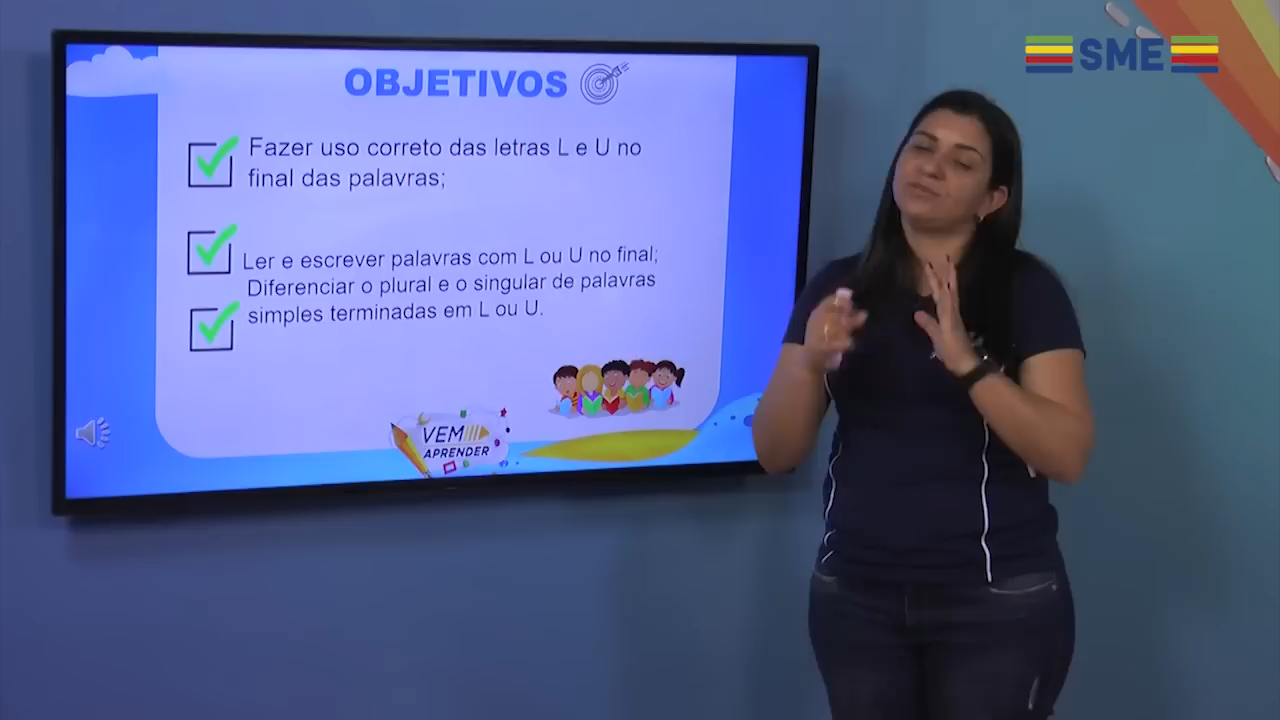 SME
OBJETIVOS
Fazer uso correto das letras L e U no
final das palavras;
Ler e escrever palavras com L ou U no final;
Diferenciar o plural e o singular de palavras
simples terminadas em L ou U.
VEM
APRENDER